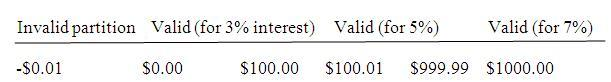 Invalid partition Valid (for 3% interest) Valid (for 5%) Valid (for 7%)
-$0.01 $0.00 $100.00 $100.01 $999.99 $1000.00